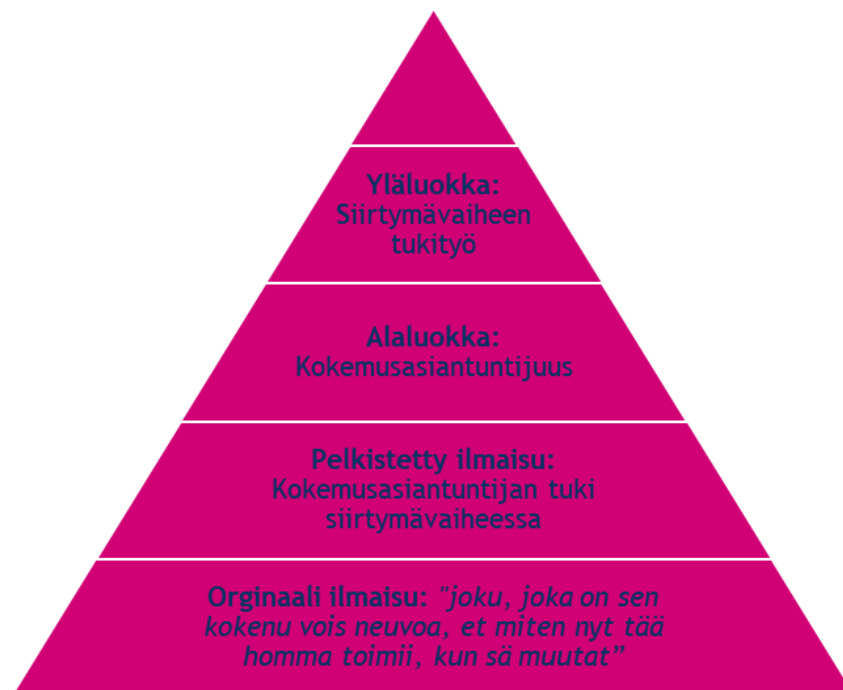 Yläluokka:
Siirtymävaiheen
tukityö
Alaluokka:
Kokemusasiantuntijuus
Pelkistetty ilmaisu:
Kokemusasiantuntijan tuki
siirtymävaiheessa
Orginaali ilmaisu: "joku, joka on sen
kokenu vois neuvoa, et miten nyt tää
homma toimii, kun sä muutat”